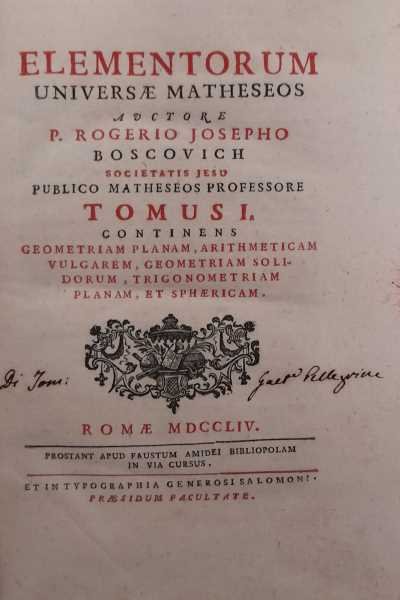 ELEMENTORUM
UNIVERSÆ MATHESEOS
AVCTORE
P. ROGERIO JOSEPHO
BOSCOVICH
SOCIETATIS JESU
PUBLICO MATHESEOS PROFESSORE
TOMUS I.
CONTINENS
GEOMETRIAM PLANAM, ARITHMETICAM
VULGAREM, GEOMETRIAM SOLI-
DORUM, TRIGONOMETRIAM
PLANAM, ET SPHÆRICAM.
Di Tom:
ROMÆ MDCCLIV.
PROSTANT APUD FAUSTUM AMIDEI BIBLIOPOLAM
IN VIA CURSUS.
ET IN TYPOGRAPHIA GENEROSI SALOMONI.
PRÆSIDUM FACULTATE.